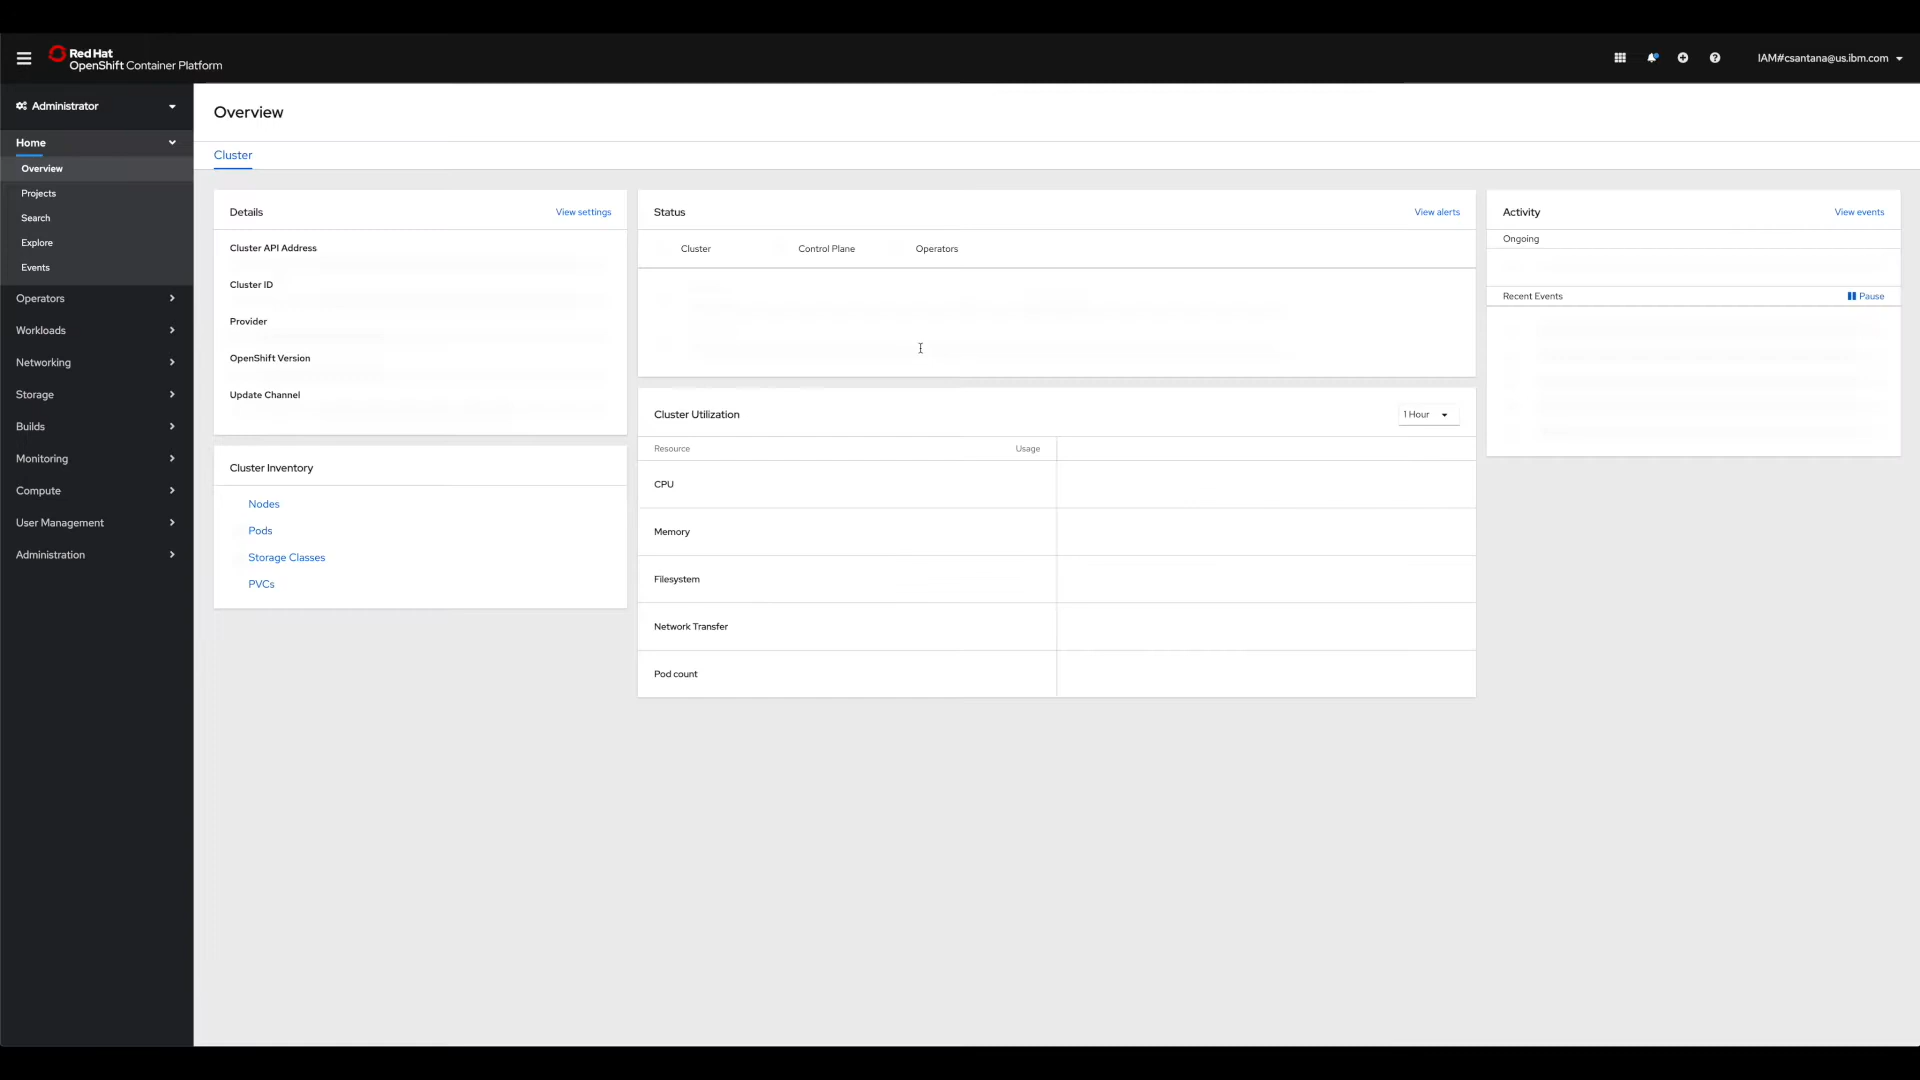 Red Hat
OpenShift Container Platform
IAM#csantana@us.ibm.com
Administrator
Home
Overview
Projects
Search
Explore
Events
Operators
Workloads
Networking
Storage
Builds
Monitoring
Compute
User Management
Administration
Overview
Cluster
Details
View settings
Cluster API Address
Cluster ID
Provider
OpenShift Version
Update Channel
Cluster Inventory
Nodes
Pods
Storage Classes
PVCs
Status
View alerts
Cluster
Control Plane
Operators
Cluster Utilization
1 Hour
Resource
Usage
CPU
Memory
Filesystem
Network Transfer
Pod count
Activity
View events
Ongoing
Recent Events
Pause